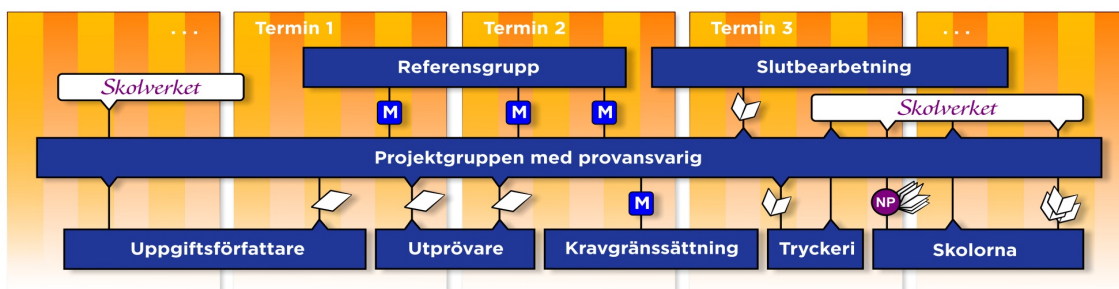 . . .
Termin 1
Termin 2
Termin 3
. . .
Referensgrupp
Slutbearbetning
Skolverket
Skolverket
M
M
M
Projektgruppen med provansvarig
M
NP
Uppgiftsförfattare
Utprövare
Kravgränssättning
Tryckeri
Skolorna